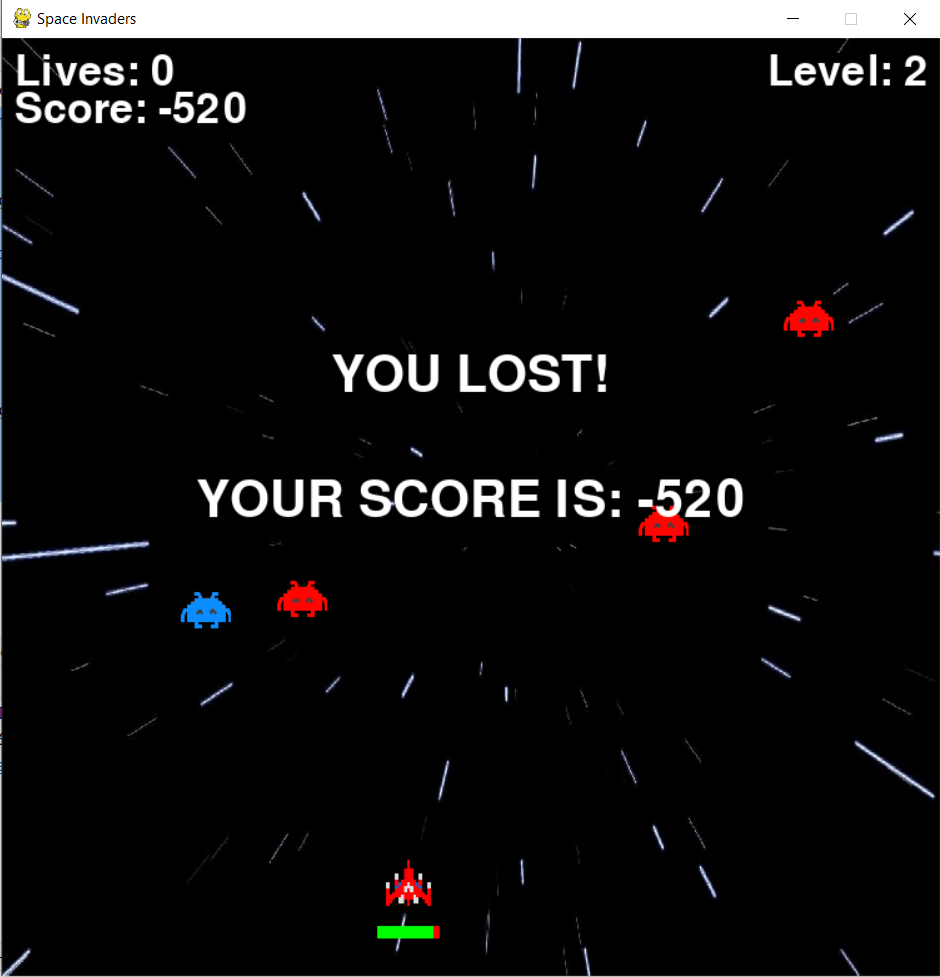 Space Invaders
Lives: 0
Level: 2
Score: -520
YOU LOST!
YOUR SCORE IS: -520